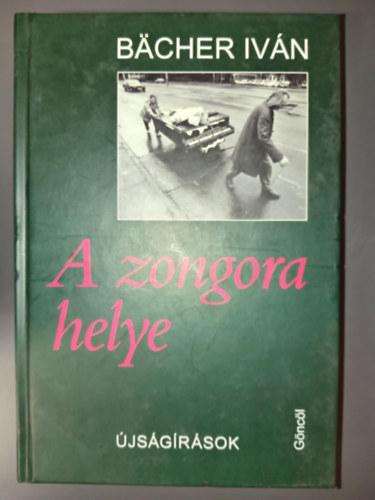 BÄCHER IVÁN
A zongora
helye
ÚJSÁGÍRÁSOK
Göncöl